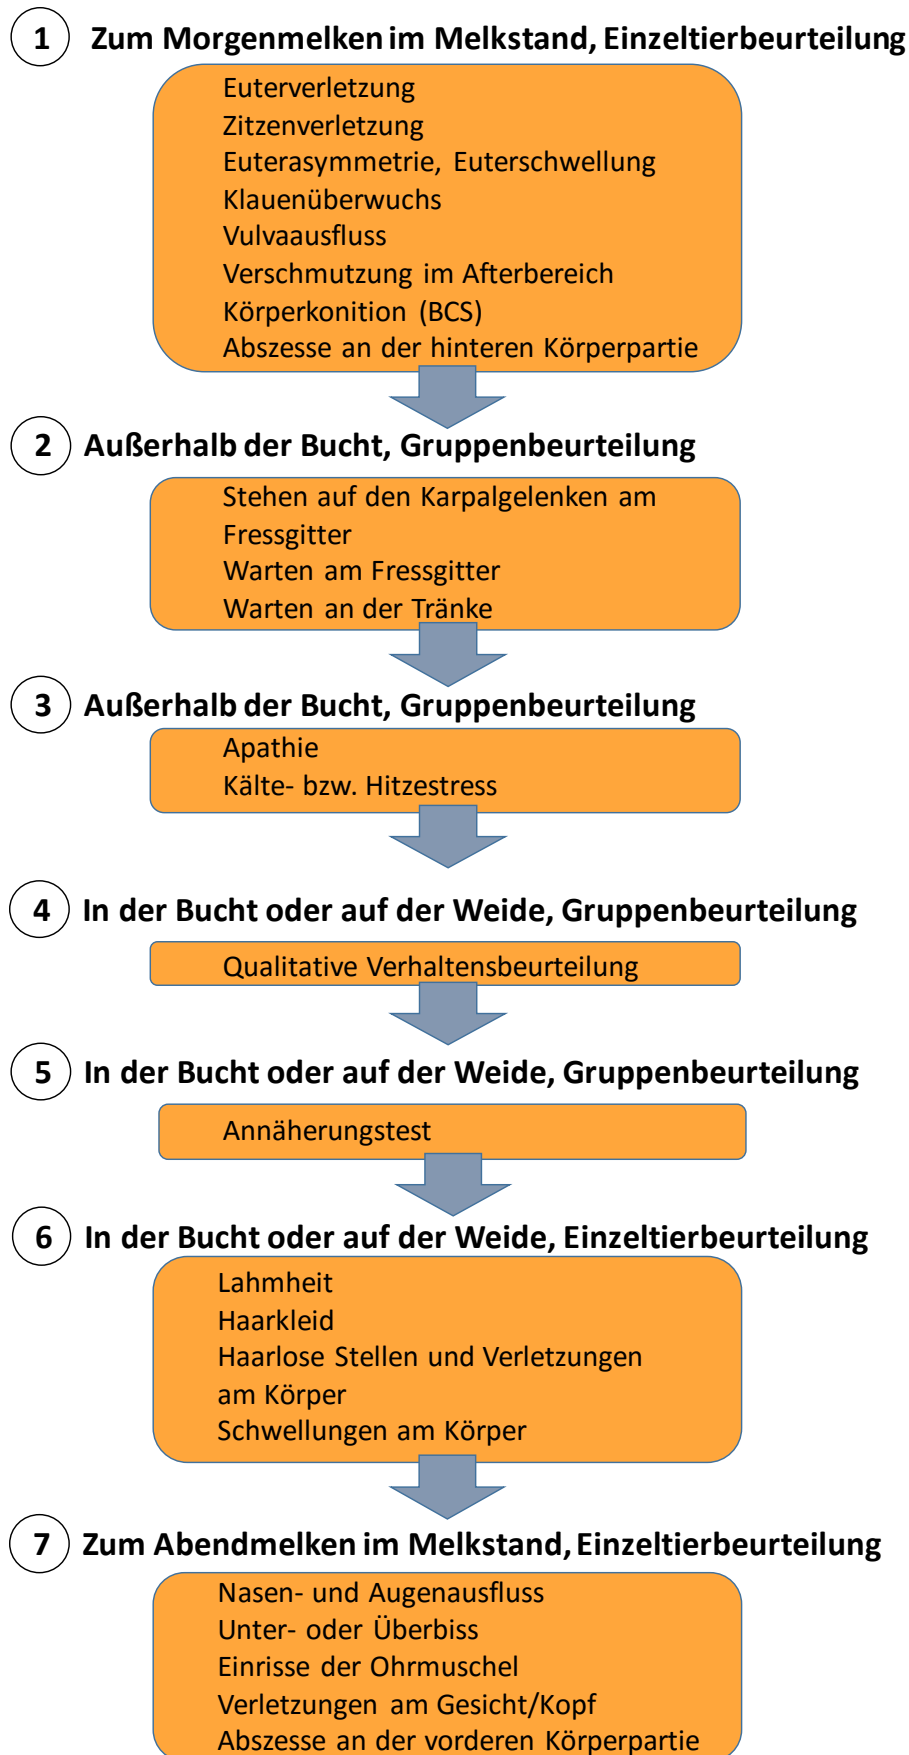 1 Zum Morgenmelken im Melkstand, Einzeltierbeurteilung
Euterverletzung
Zitzenverletzung
Euterasymmetrie, Euterschwellung
Klauenüberwuchs
Vulvaausfluss
Verschmutzung im Afterbereich
Körperkonition (BCS)
Abszesse an der hinteren Körperpartie
2 Außerhalb der Bucht, Gruppenbeurteilung
Stehen auf den Karpalgelenken am
Fressgitter
Warten am Fressgitter
Warten an der Tränke
3 Außerhalb der Bucht, Gruppenbeurteilung
Apathie
Kälte- bzw. Hitzestress
4 In der Bucht oder auf der Weide, Gruppenbeurteilung
Qualitative Verhaltensbeurteilung
5 In der Bucht oder auf der Weide, Gruppenbeurteilung
Annäherungstest
6 In der Bucht oder auf der Weide, Einzeltierbeurteilung
Lahmheit
Haarkleid
Haarlose Stellen und Verletzungen
am Körper
Schwellungen am Körper
7 Zum Abendmelken im Melkstand, Einzeltierbeurteilung
Nasen- und Augenausfluss
Unter- oder Überbiss
Einrisse der Ohrmuschel
Verletzungen am Gesicht/Kopf
Abszesse an der vorderen Körperpartie